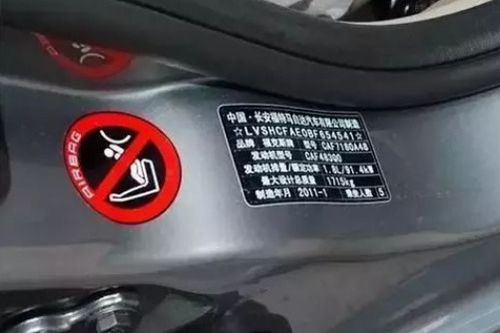 AIRBAG
中国·长安福特马自达汽车有限公司制造
☆LVSHCFAE0BF654541☆
品牌 福克斯牌 型号 CAF7180A48
发动机型号 CAF483Q0
发动机排量/额定功率 1.8L/91.4kW
最大设计总质量 1715kg
制造年月 2011-1 乘坐人数 5